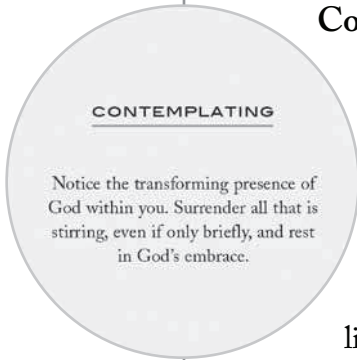 Co
CONTEMPLATING
Notice the transforming presence of
God within you. Surrender all that is
stirring, even if only briefly, and rest
in God's embrace.
li